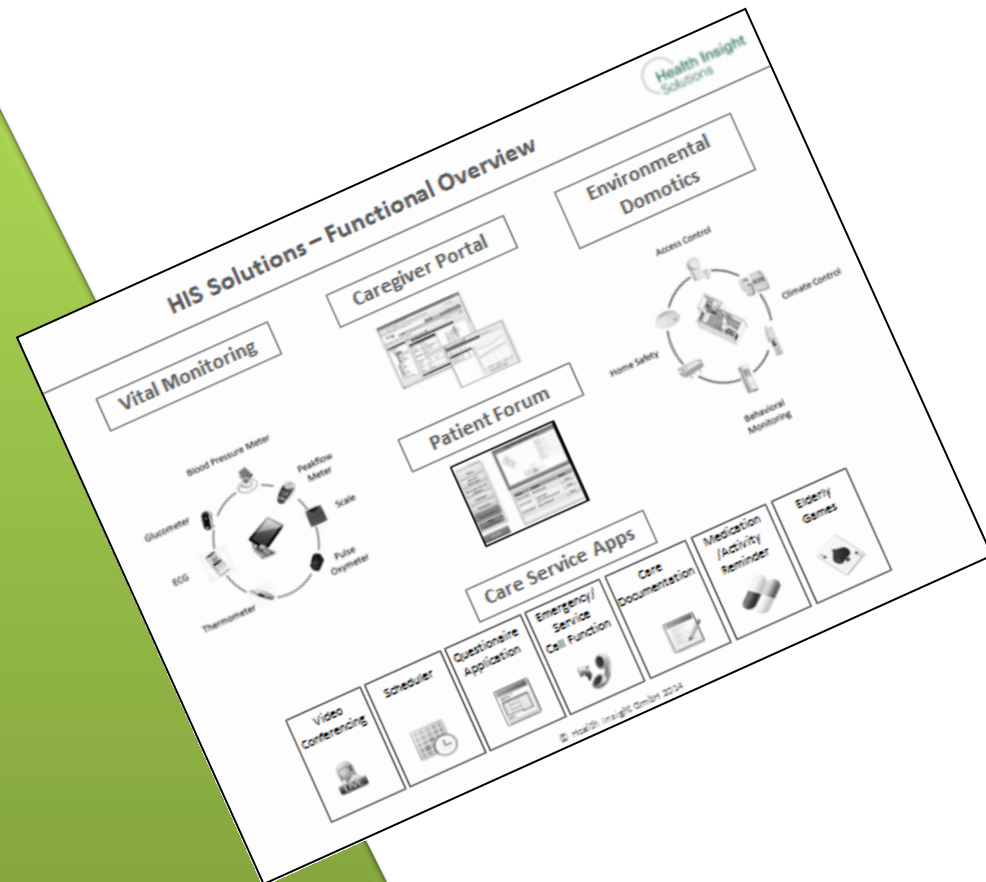 Health Insight
Solutions
HIS Solutions – Functional Overview
Vital Monitoring
Caregiver Portal
Environmental
Domotics
Blood Pressure Meter
Peakflow
Meter
Scale
Pulse
Oxymeter
Thermometer
ECG
Glucometer
Patient Forum
Access Control
Climate Control
Behavioral
Monitoring
Home Safety
Care Service Apps
Video
Conferencing
Scheduler
Questionaire
Application
Emergency/
Service
Call Function
Care
Documentation
Medication
/Activity
Reminder
Elderly
Games
© Health Insight GmbH 2014